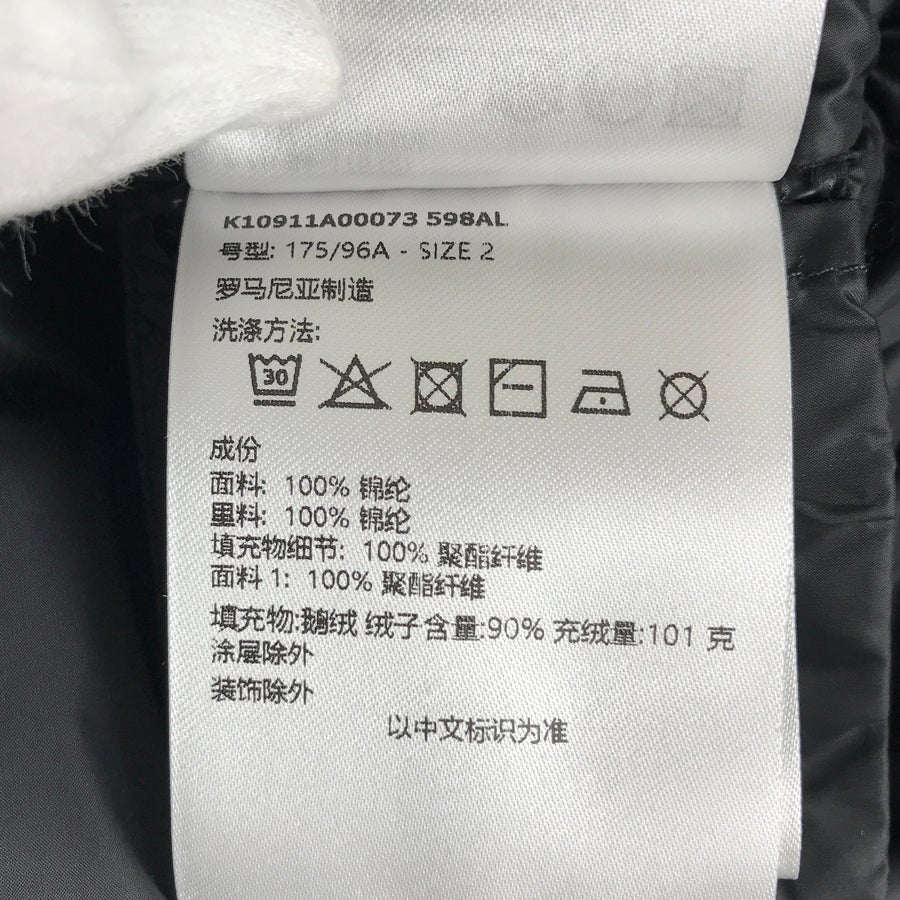 K10911A00073 598AL
号型: 175/96A - SIZE 2
罗马尼亚制造
洗涤方法:
30
成份
面料: 100% 锦纶
里料: 100% 锦纶
填充物细节: 100% 聚酯纤维
面料 1: 100% 聚酯纤维
填充物:鹅绒 绒子含量:90% 充绒量:101 克
涂层除外
装饰除外
以中文标识为准